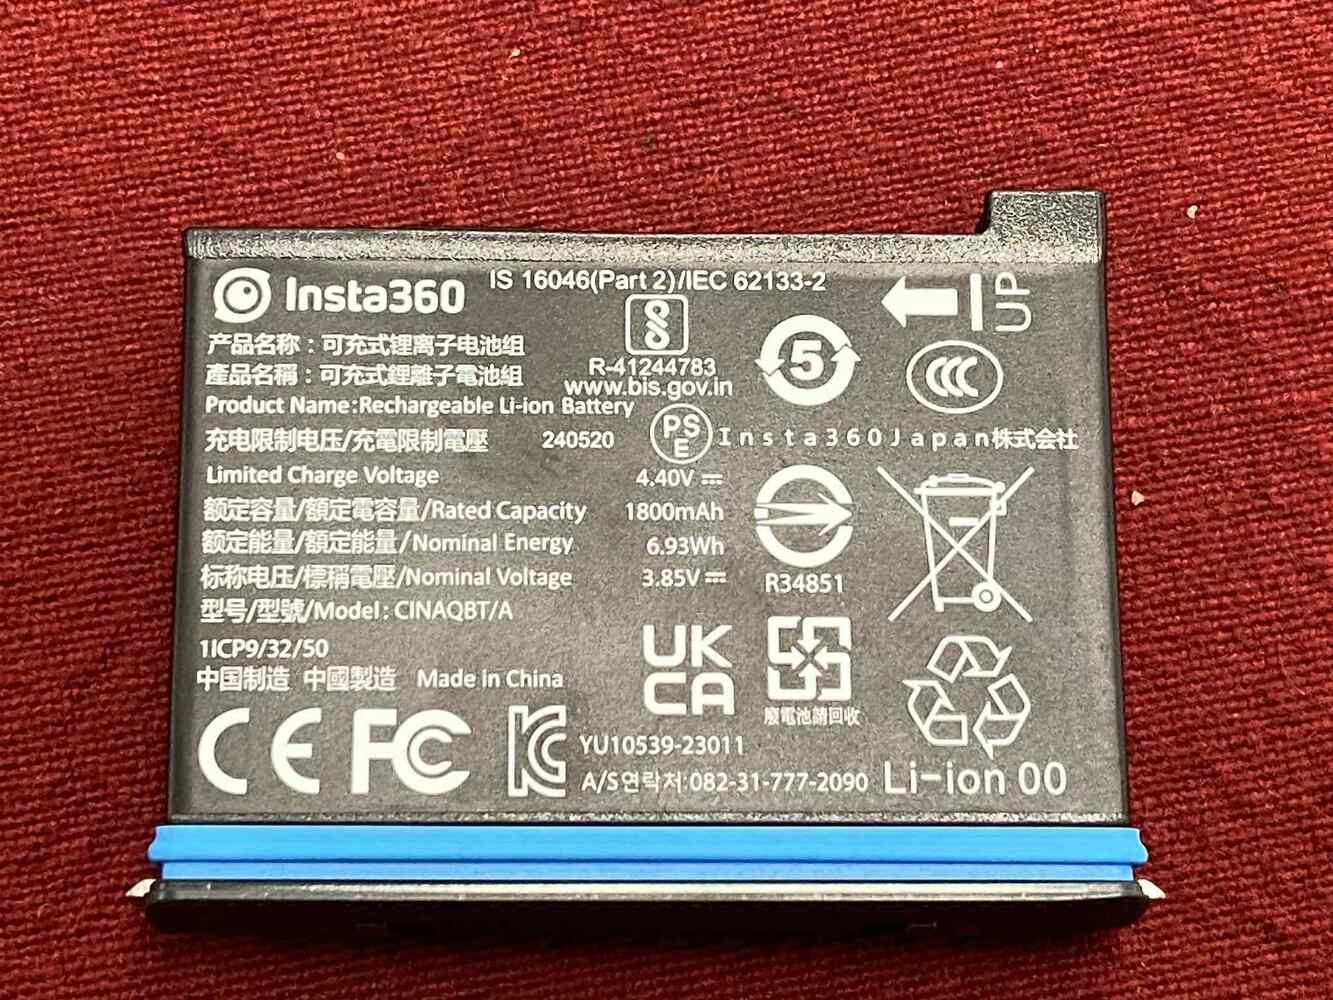 Insta360
IS 16046(Part 2)/IEC 62133-2
UP
产品名称：可充式锂离子电池组
產品名稱：可充式鋰離子電池組
R-41244783
www.bis.gov.in
5
CCC
Product Name:Rechargeable Li-ion Battery
充电限制电压/充電限制電壓 240520
PSE
Insta360Japan株式会社
Limited Charge Voltage 4.40V⎓
额定容量/額定電容量/Rated Capacity 1800mAh
额定能量/額定能量/Nominal Energy 6.93Wh
标称电压/標稱電壓/Nominal Voltage 3.85V⎓
R34851
型号/型號/Model: CINAQBT/A
1ICP9/32/50
中国制造 中國製造 Made in China
UK
CA
廢電池請回收
CE FCC KC
YU10539-23011
A/S연락처:082-31-777-2090
Li-ion 00